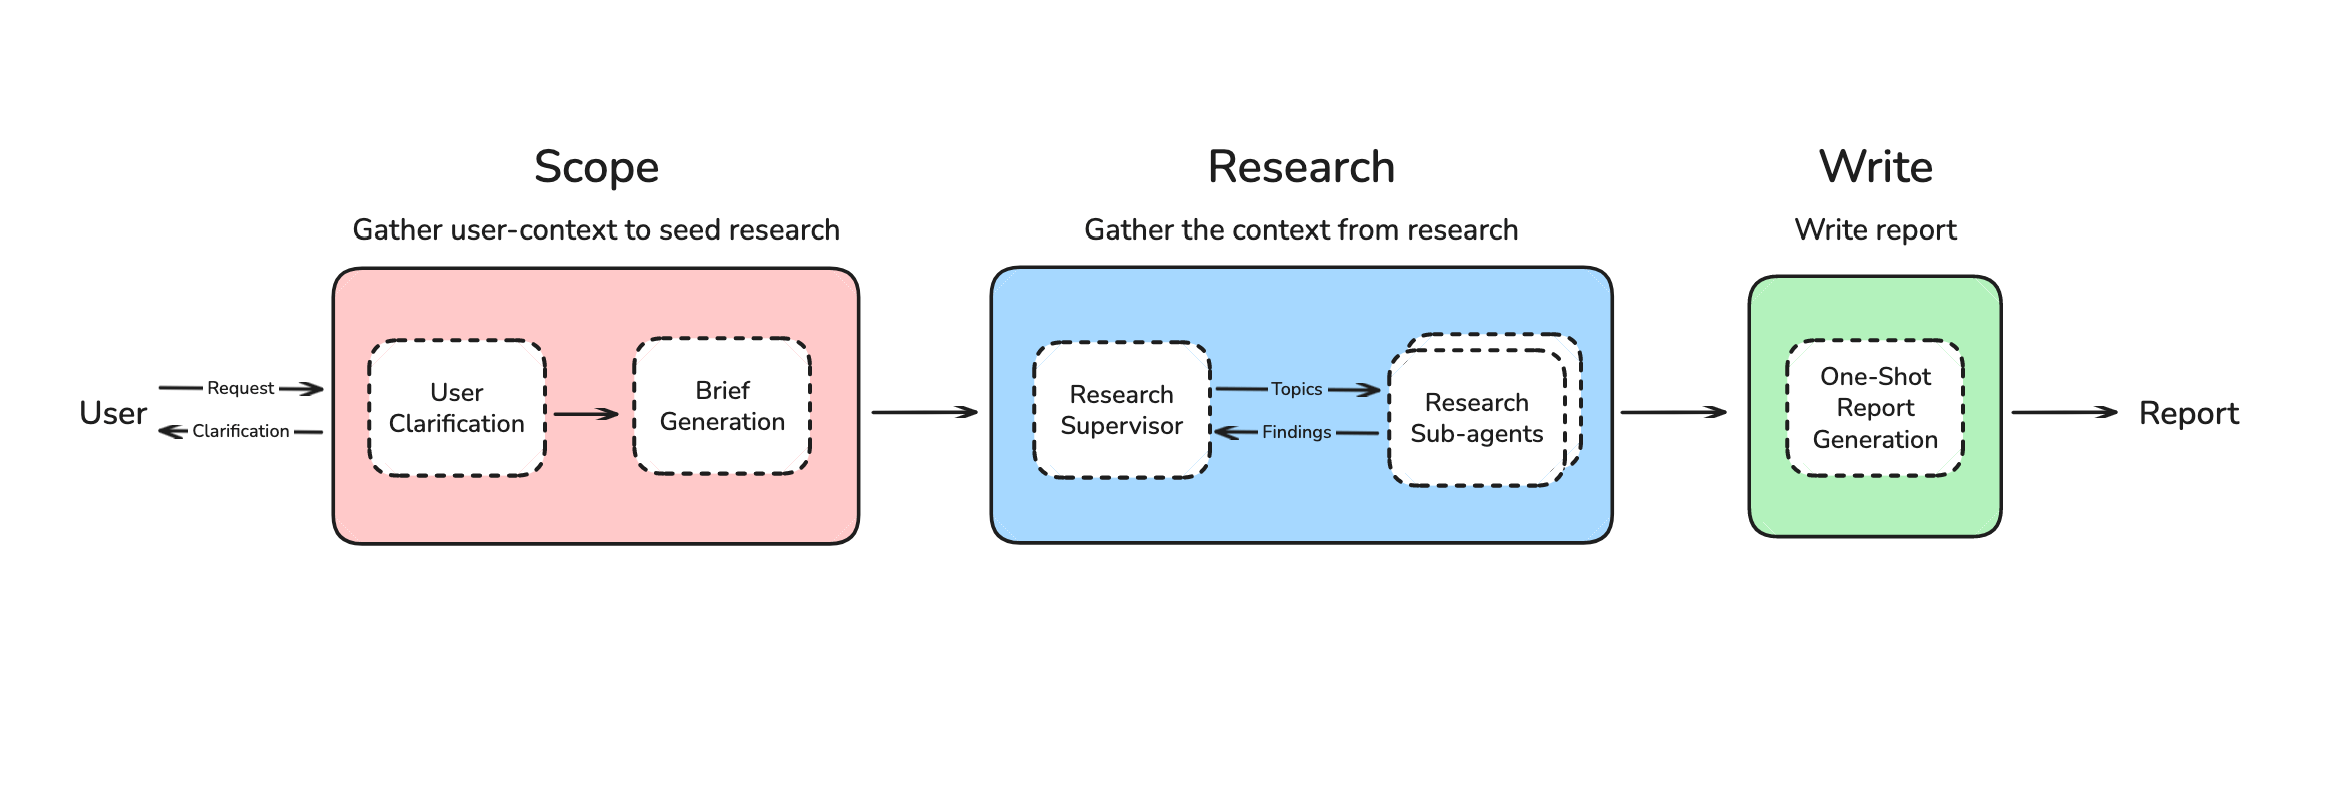 Scope
Gather user-context to seed research
Research
Gather the context from research
Write
Write report
User
Request
Clarification
User
Clarification
Brief
Generation
Research
Supervisor
Topics
Findings
Research
Sub-agents
One-Shot
Report
Generation
Report